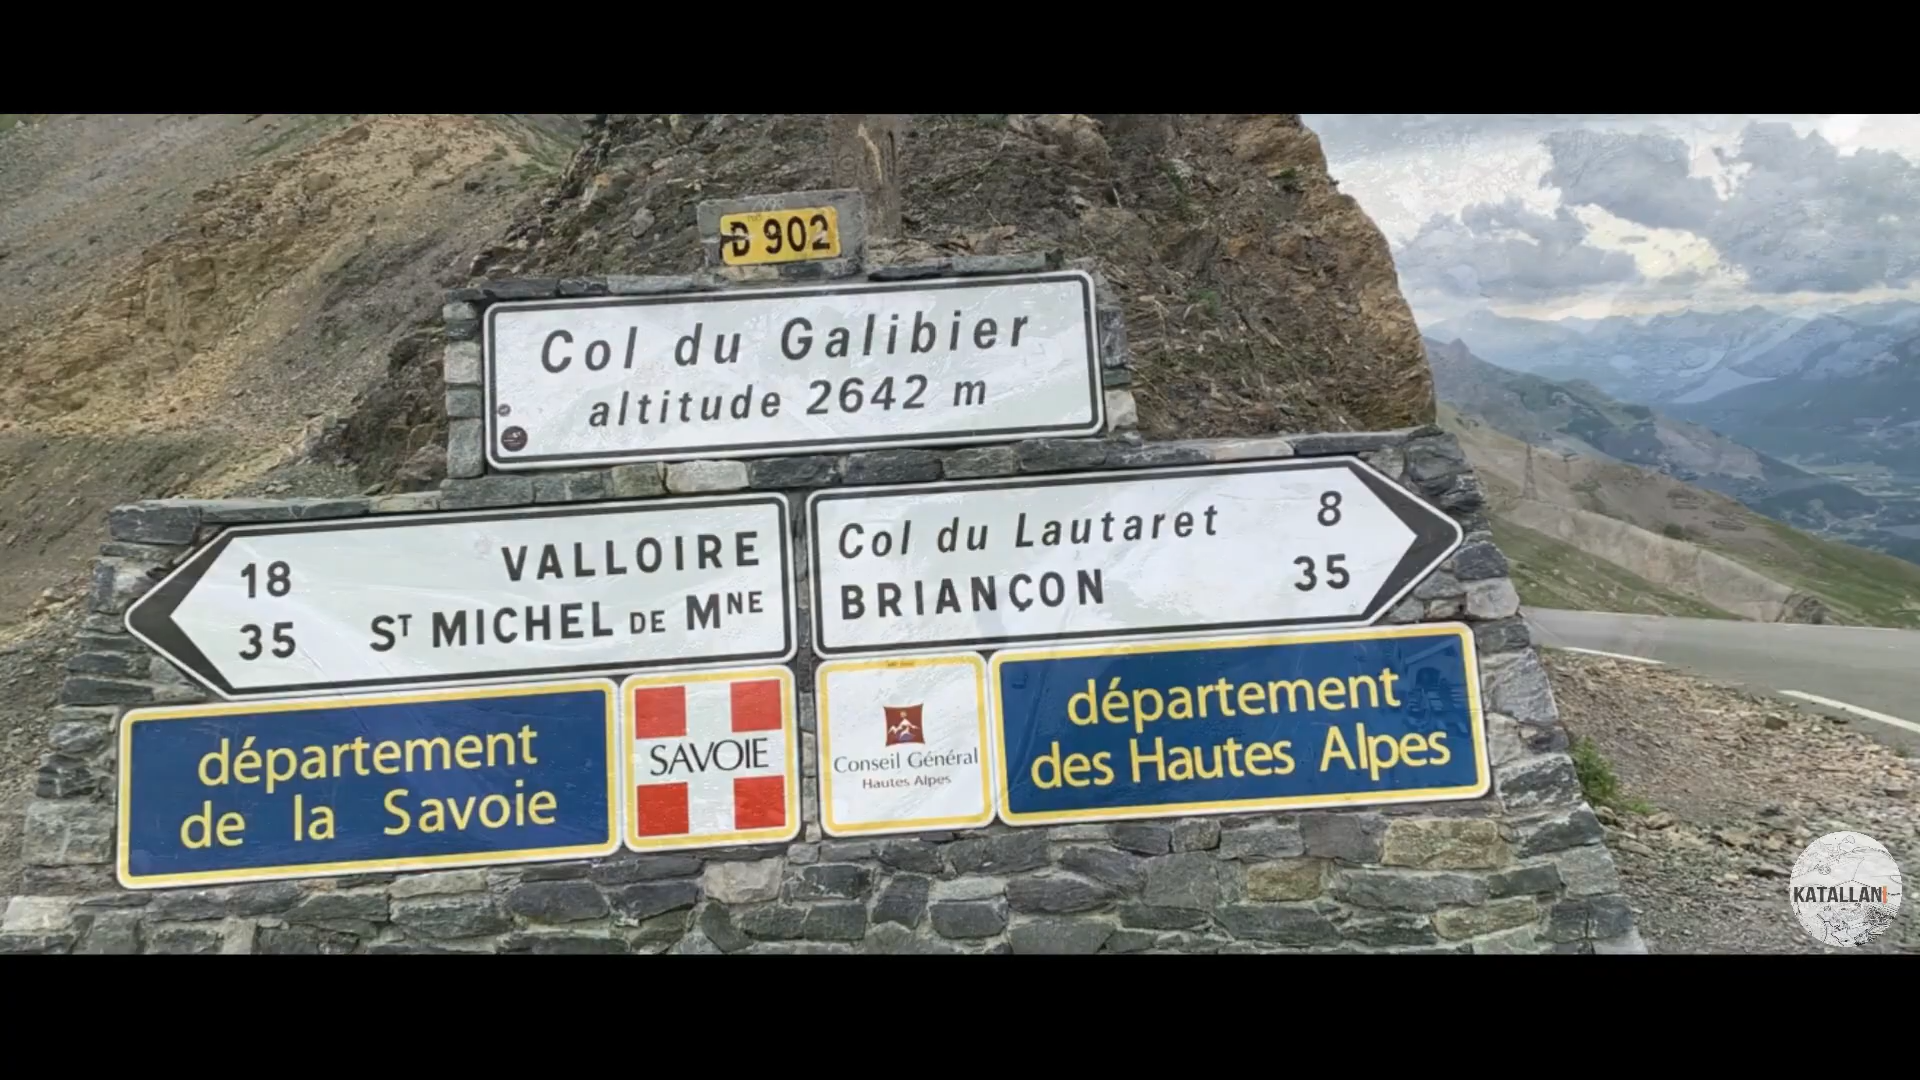 D 902
Col du Galibier
altitude 2642 m
18 VALLOIRE
35 ST MICHEL DE MNE
Col du Lautaret 8
BRIANÇON 35
département
de la Savoie
SAVOIE
Conseil Général
Hautes Alpes
département
des Hautes Alpes
KATALLANI